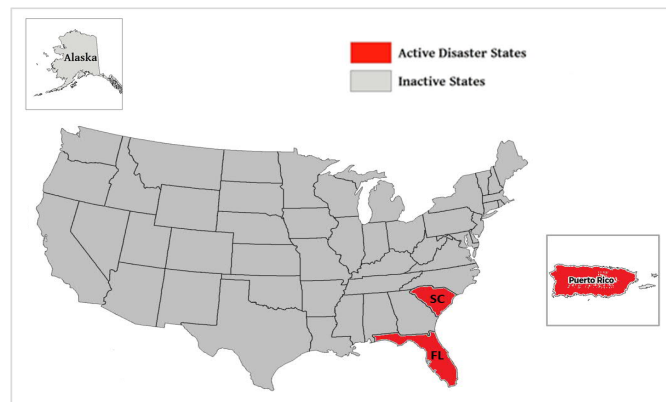 Alaska
Active Disaster States
Inactive States
Puerto Rico
SC
FL